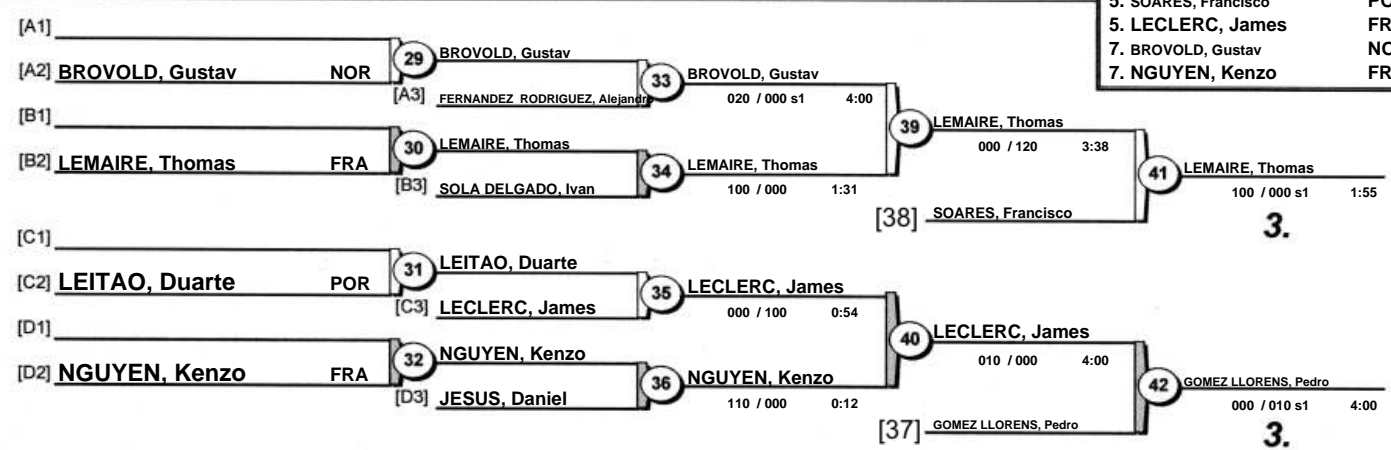 5. SOARES, Francisco
5. LECLERC, James FR
7. BROVOLD, Gustav
7. NGUYEN, Kenzo FR
[A1]
[A2] BROVOLD, Gustav NOR
29
BROVOLD, Gustav
[A3] FERNANDEZ RODRIGUEZ, Alejandro
33
BROVOLD, Gustav
020 / 000 s1 4:00
[B1]
[B2] LEMAIRE, Thomas FRA
30
LEMAIRE, Thomas
[B3] SOLA DELGADO, Ivan
34
LEMAIRE, Thomas
100 / 000 1:31
39
LEMAIRE, Thomas
000 / 120 3:38
[38] SOARES, Francisco
41
LEMAIRE, Thomas
100 / 000 s1 1:55
3.
[C1]
[C2] LEITAO, Duarte POR
31
LEITAO, Duarte
[C3] LECLERC, James
35
LECLERC, James
000 / 100 0:54
[D1]
[D2] NGUYEN, Kenzo FRA
32
NGUYEN, Kenzo
[D3] JESUS, Daniel
36
NGUYEN, Kenzo
110 / 000 0:12
40
LECLERC, James
010 / 000 4:00
[37] GOMEZ LLORENS, Pedro
42
GOMEZ LLORENS, Pedro
000 / 010 s1 4:00
3.